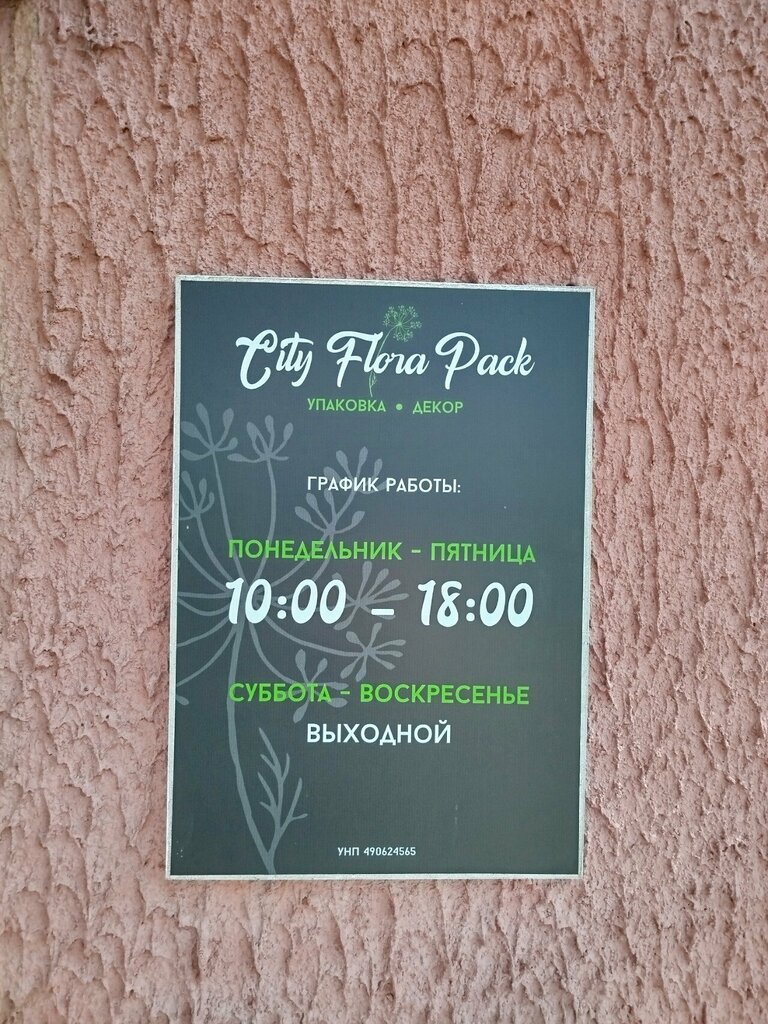 City Flora Pack
УПАКОВКА • ДЕКОР
ГРАФИК РАБОТЫ:
ПОНЕДЕЛЬНИК - ПЯТНИЦА
10:00 - 18:00
СУББОТА - ВОСКРЕСЕНЬЕ
ВЫХОДНОЙ
УНП 490624565